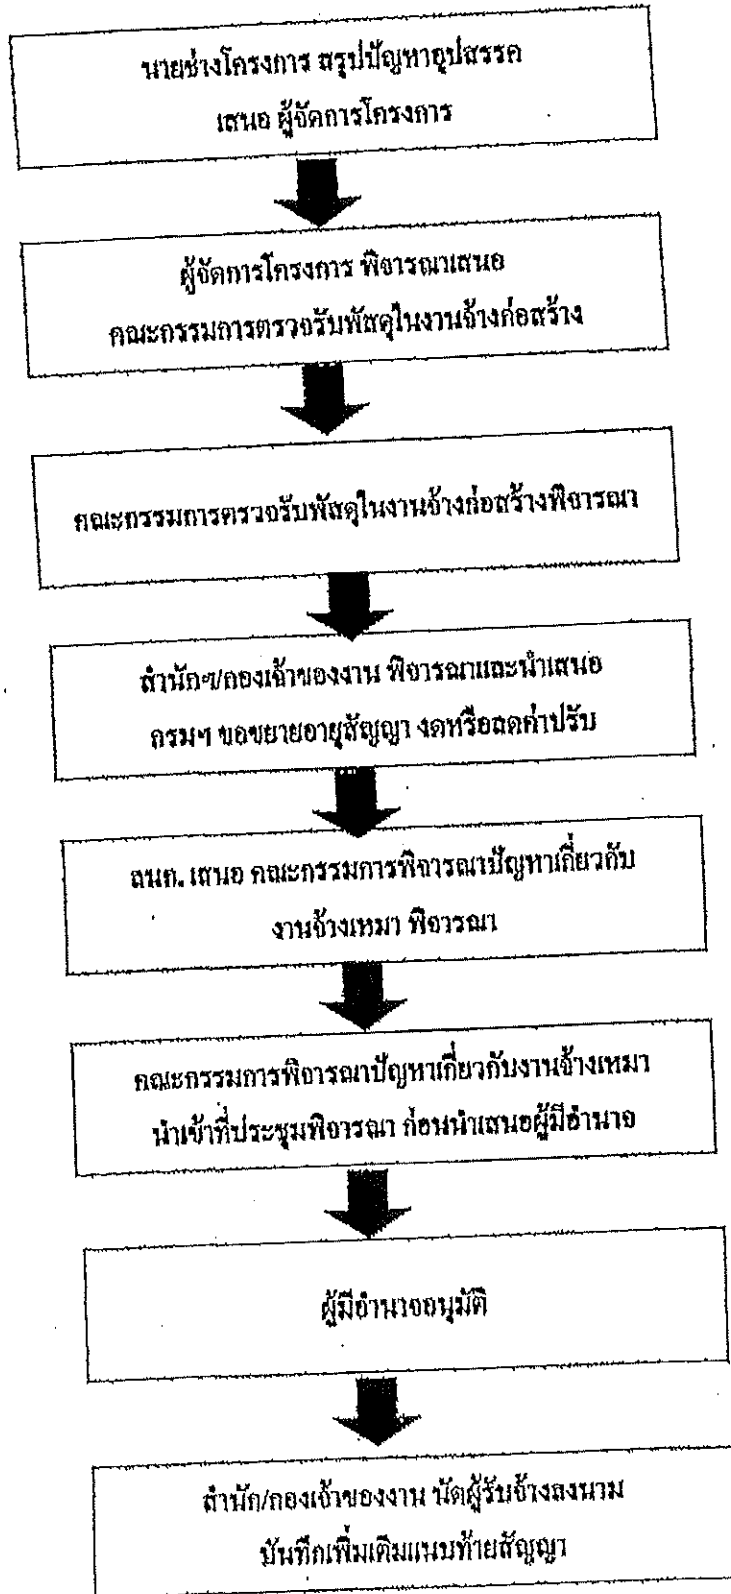 นายช่างโครงการ สรุปปัญหาอุปสรรค
เสนอ ผู้จัดการโครงการ
ผู้จัดการโครงการ พิจารณาเสนอ
คณะกรรมการตรวจรับพัสดุในงานจ้างก่อสร้าง
คณะกรรมการตรวจรับพัสดุในงานจ้างก่อสร้างพิจารณา
สำนักฯ/กองเจ้าของงาน พิจารณาและนำเสนอ
กรมฯ ขอขยายอายุสัญญา งดหรือลดค่าปรับ
สนก. เสนอ คณะกรรมการพิจารณาปัญหาเกี่ยวกับ
งานจ้างเหมา พิจารณา
คณะกรรมการพิจารณาปัญหาเกี่ยวกับงานจ้างเหมา
นำเข้าที่ประชุมพิจารณา ก่อนนำเสนอผู้มีอำนาจ
ผู้มีอำนาจอนุมัติ
สำนัก/กองเจ้าของงาน นัดผู้รับจ้างลงนาม
บันทึกเพิ่มเติมแนบท้ายสัญญา